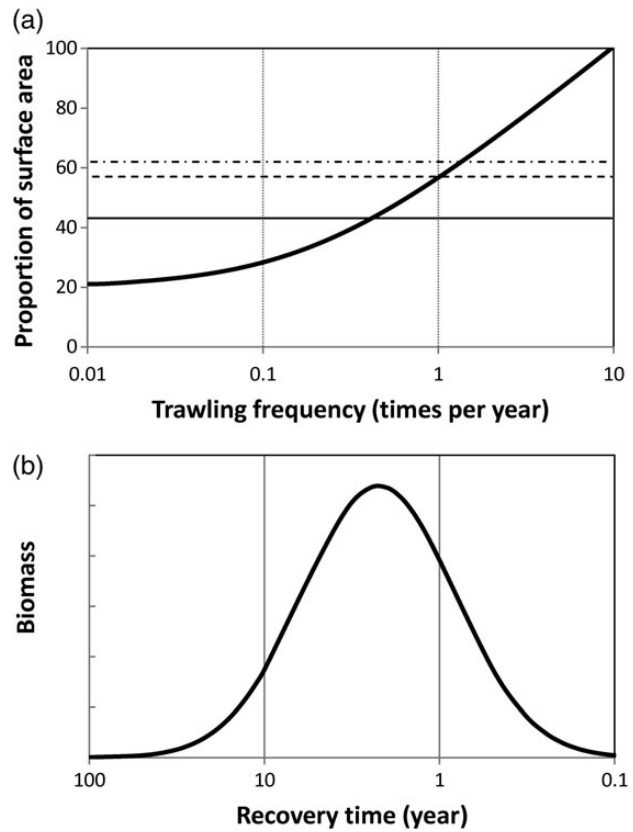 (a)
Proportion of surface area
100
80
60
40
20
0
0.01 0.1 1 10
Trawling frequency (times per year)
(b)
Biomass
100 10 1 0.1
Recovery time (year)